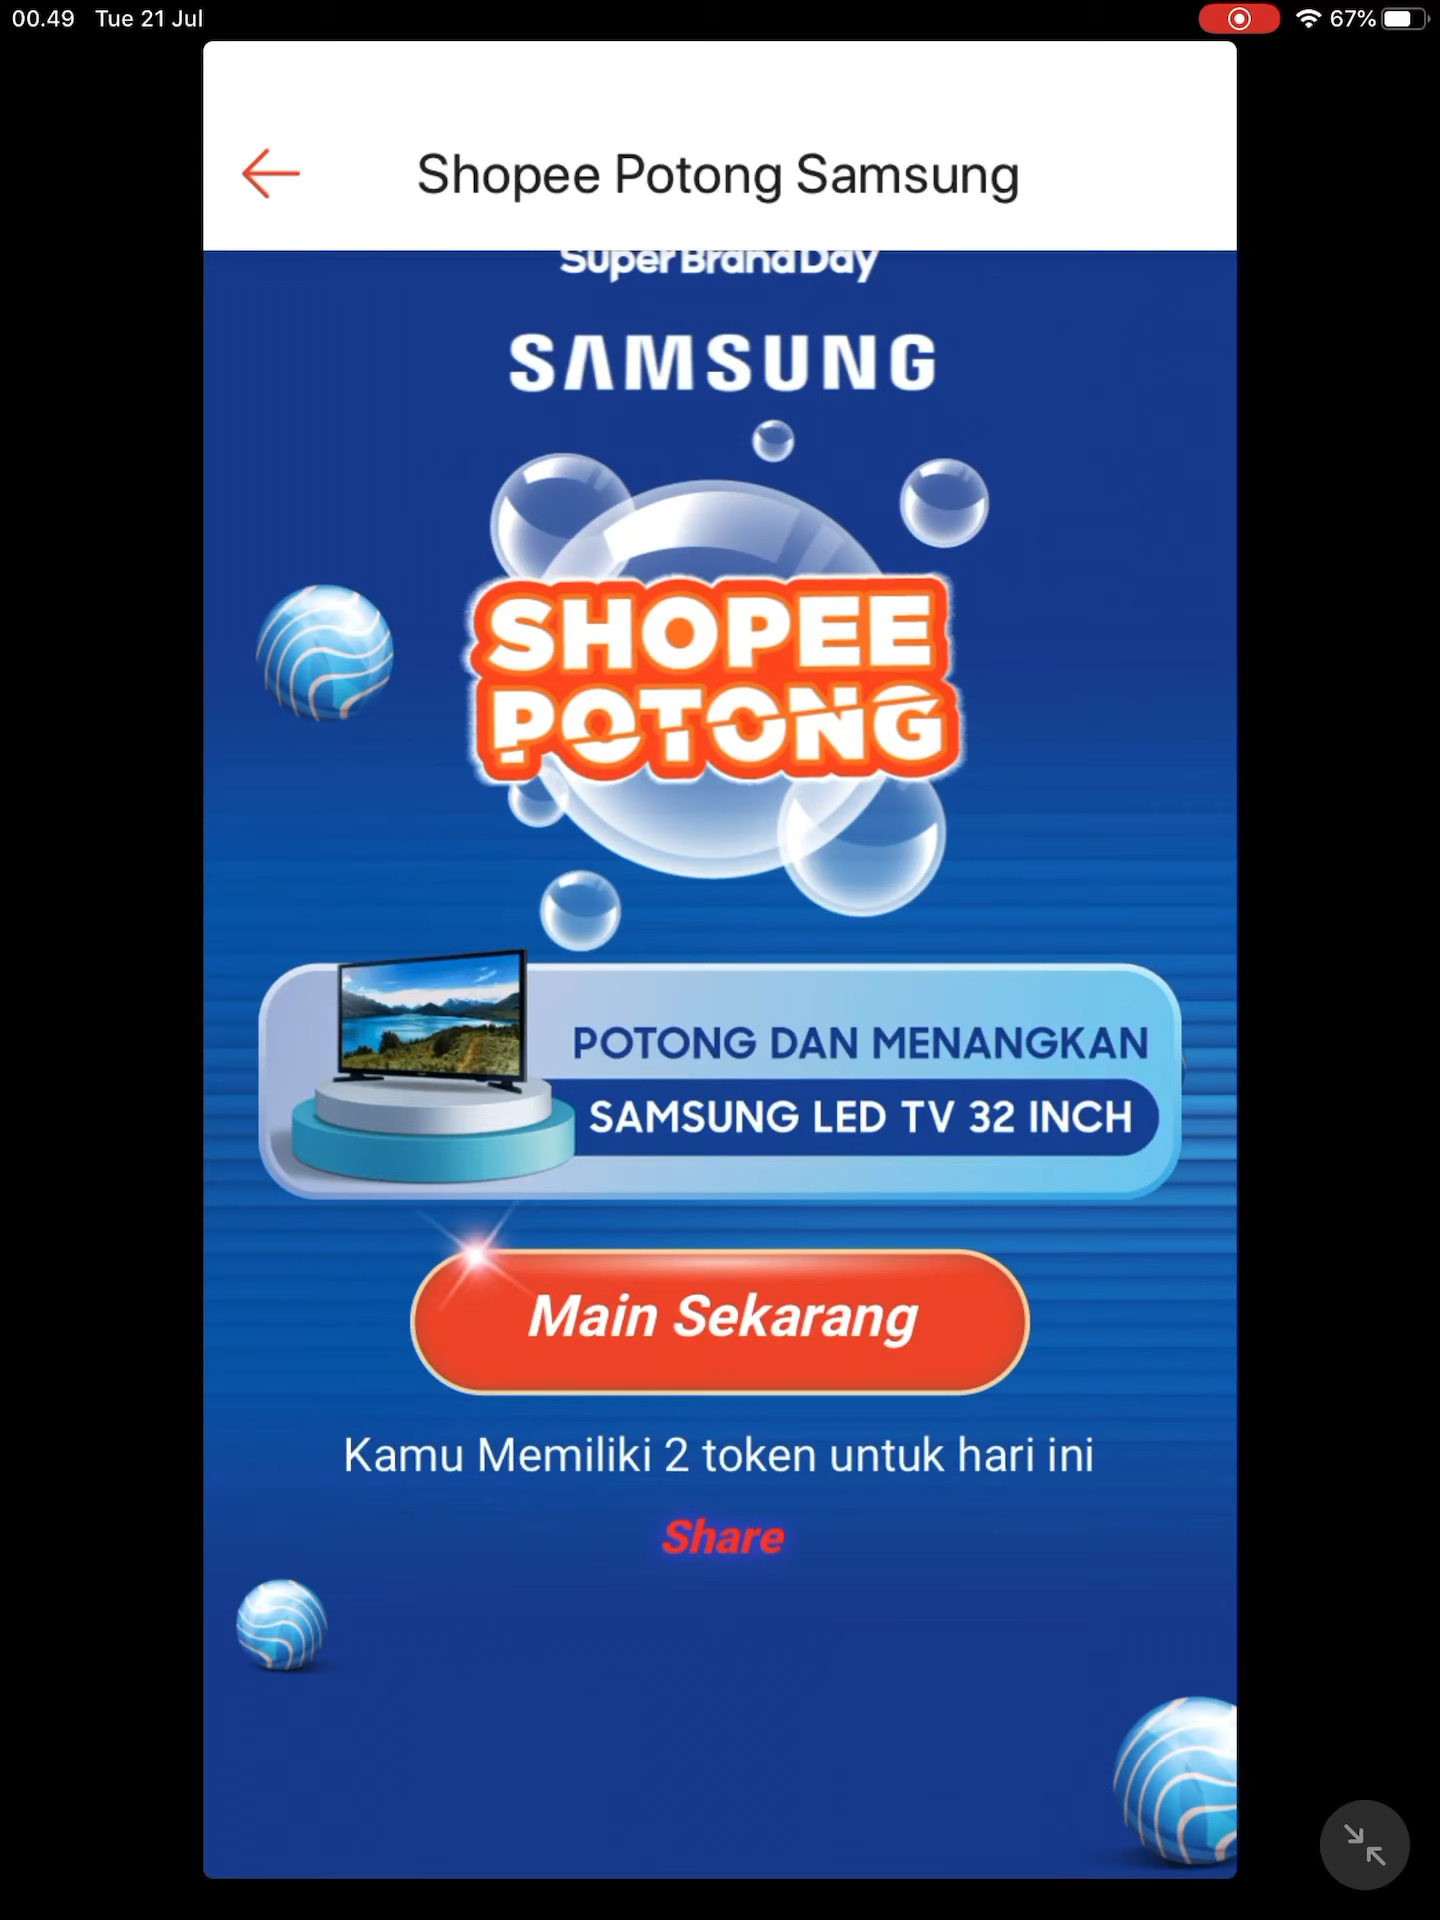 00.49 Tue 21 Jul
67%
Shopee Potong Samsung
Super Brand Day
SAMSUNG
SHOPEE
POTONG
POTONG DAN MENANGKAN
SAMSUNG LED TV 32 INCH
Main Sekarang
Kamu Memiliki 2 token untuk hari ini
Share